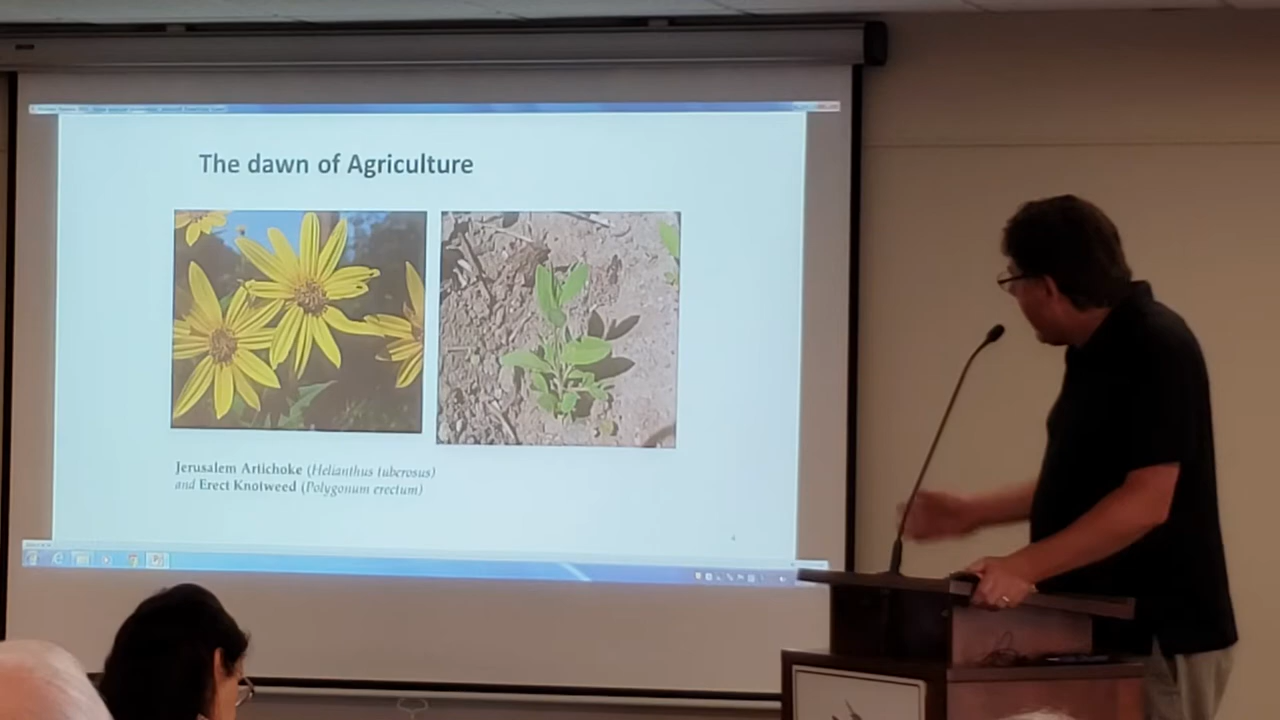 The dawn of Agriculture
Jerusalem Artichoke (Helianthus tuberosus)
and Erect Knotweed (Polygonum erectum)